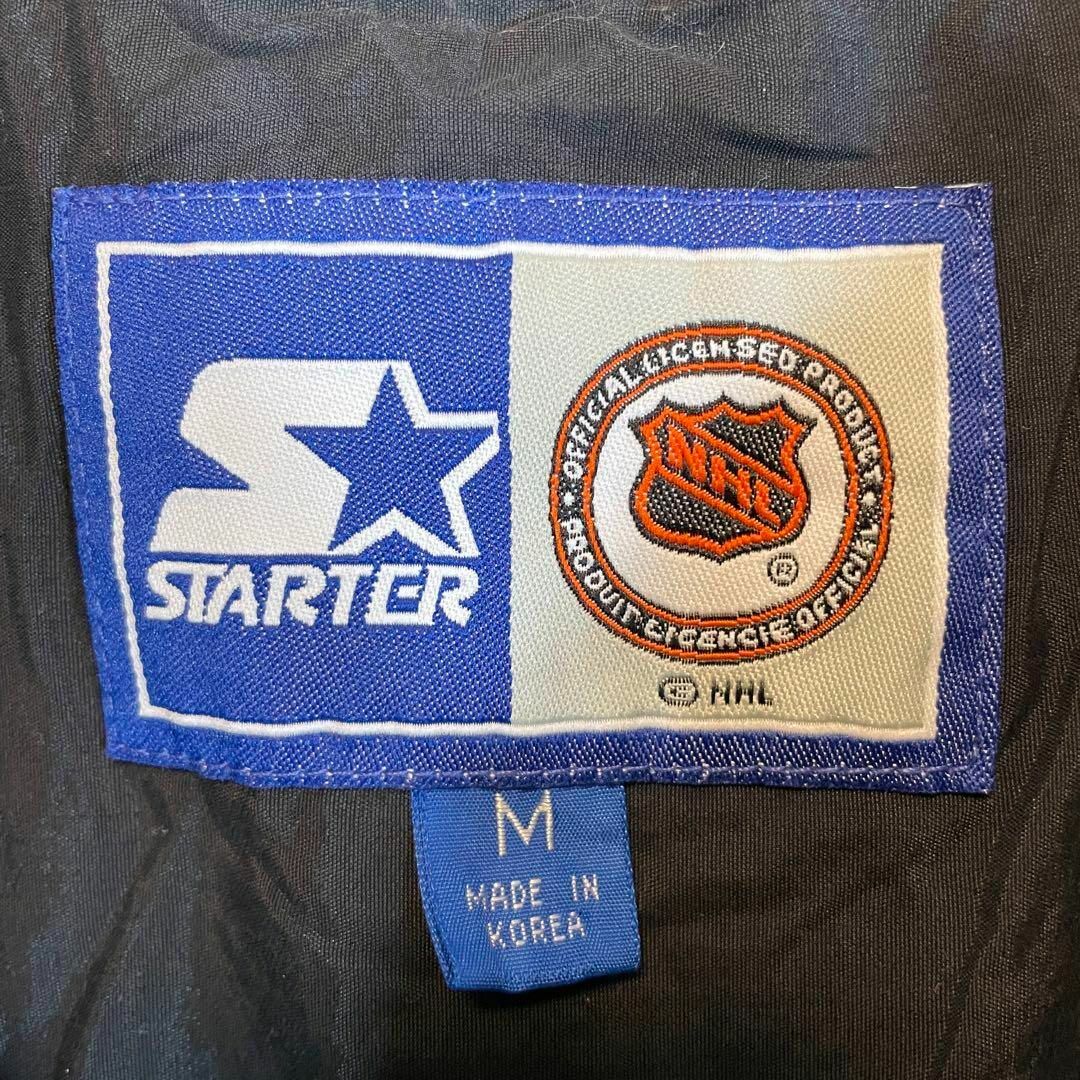 STARTER
• OFFICIAL LICENSED PRODUCT •
NHL
®
PRODUIT LICENCIE OFFICIEL
© NHL
M
MADE IN
KOREA